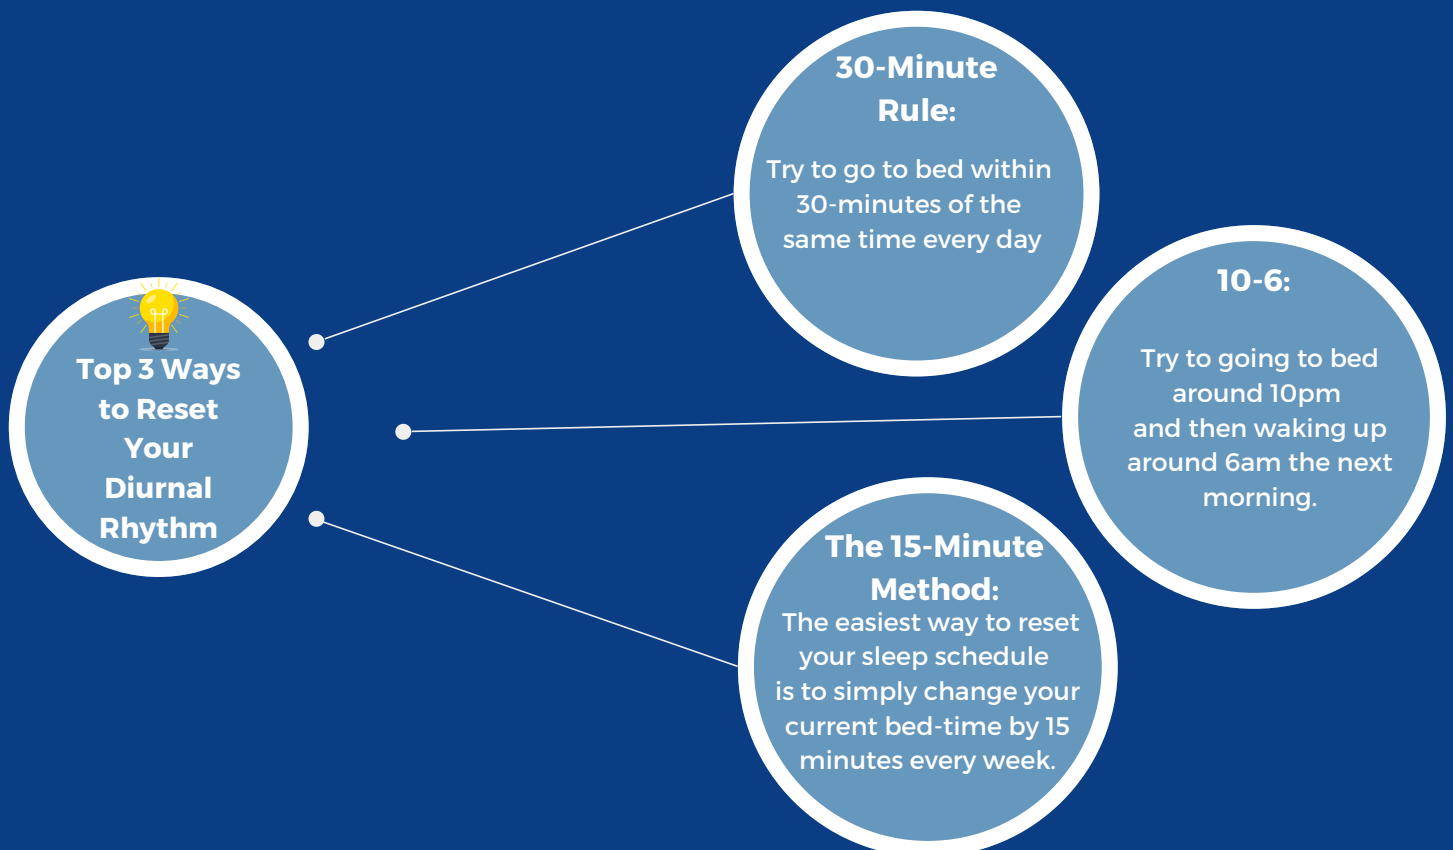 Top 3 Ways
to Reset
Your
Diurnal
Rhythm
30-Minute
Rule:
Try to go to bed within
30-minutes of the
same time every day
10-6:
Try to going to bed
around 10pm
and then waking up
around 6am the next
morning.
The 15-Minute
Method:
The easiest way to reset
your sleep schedule
is to simply change your
current bed-time by 15
minutes every week.